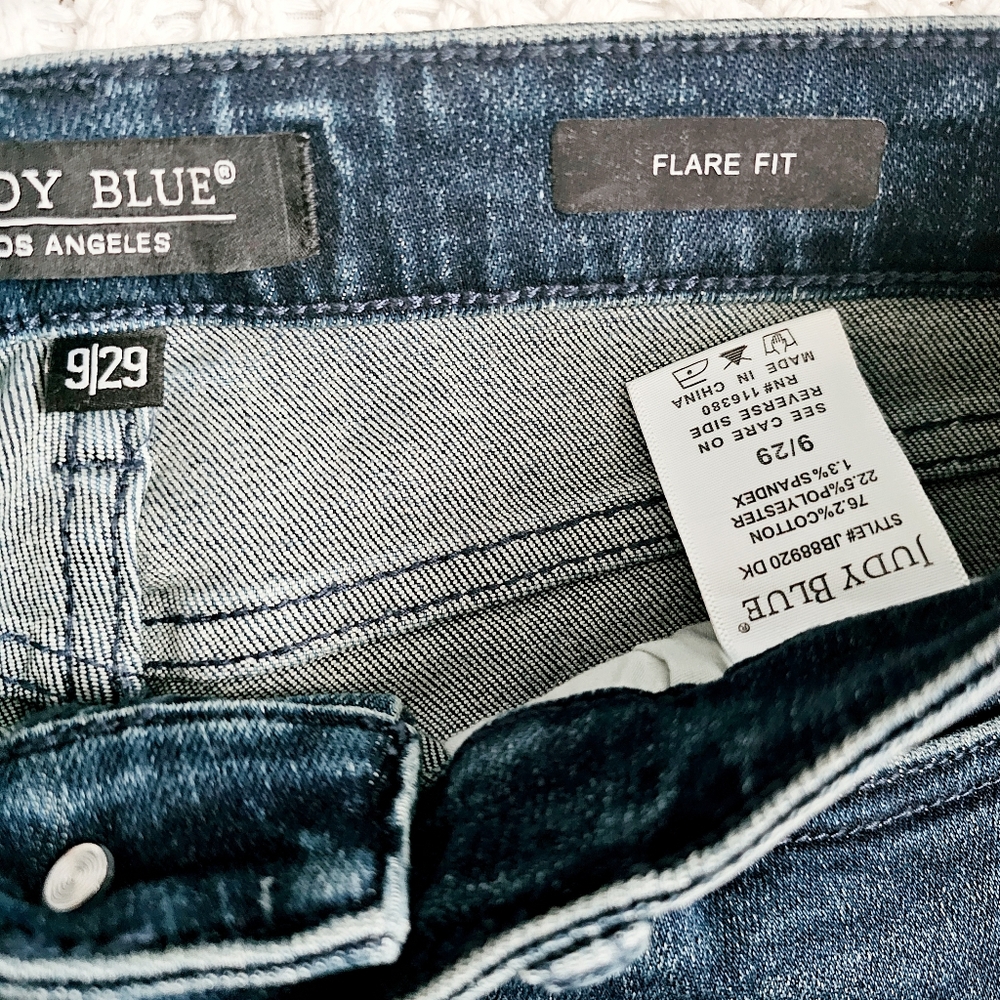 DY BLUE®
OS ANGELES
FLARE FIT
9/29
JUDY BLUE®
STYLE# JB88920 DK
76.2%COTTON
22.5%POLYESTER
1.3%SPANDEX
9/29
SEE CARE ON
REVERSE SIDE
RN# 116380
MADE IN CHINA